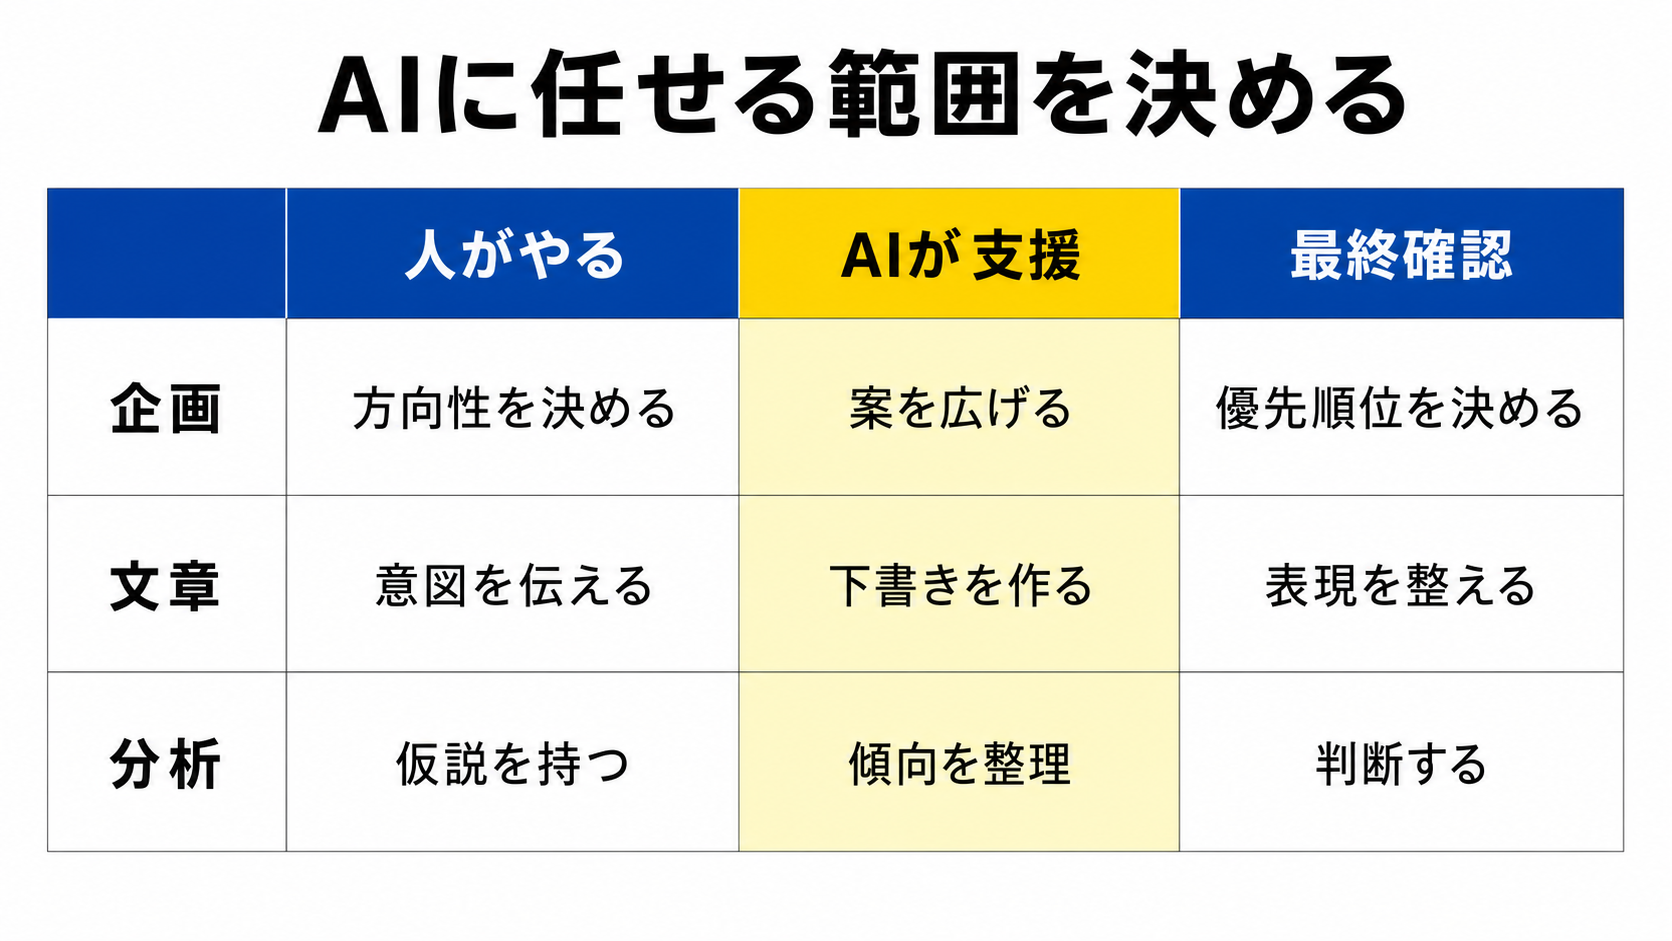 AIに任せる範囲を決める
人がやる AIが支援 最終確認
企画 方向性を決める 案を広げる 優先順位を決める
文章 意図を伝える 下書きを作る 表現を整える
分析 仮説を持つ 傾向を整理 判断する